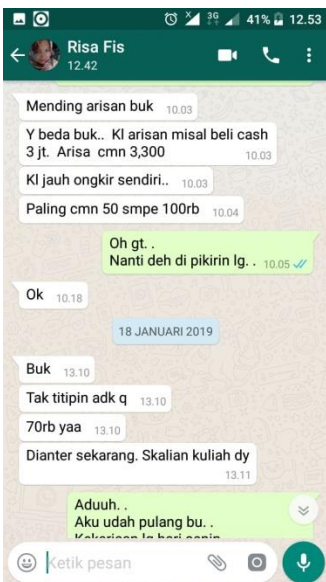 3G 41% 12.53
Risa Fis
12.42
Mending arisan buk 10.03
Y beda buk.. Kl arisan misal beli cash
3 jt. Arisa cmn 3,300 10.03
Kl jauh ongkir sendiri.. 10.03
Paling cmn 50 smpe 100rb 10.04
Oh gt. .
Nanti deh di pikirin lg. . 10.05
Ok 10.18
18 JANUARI 2019
Buk 13.10
Tak titipin adk q 13.10
70rb yaa 13.10
Dianter sekarang. Skalian kuliah dy
13.11
Aduuh. .
Aku udah pulang bu. .
Ketik pesan